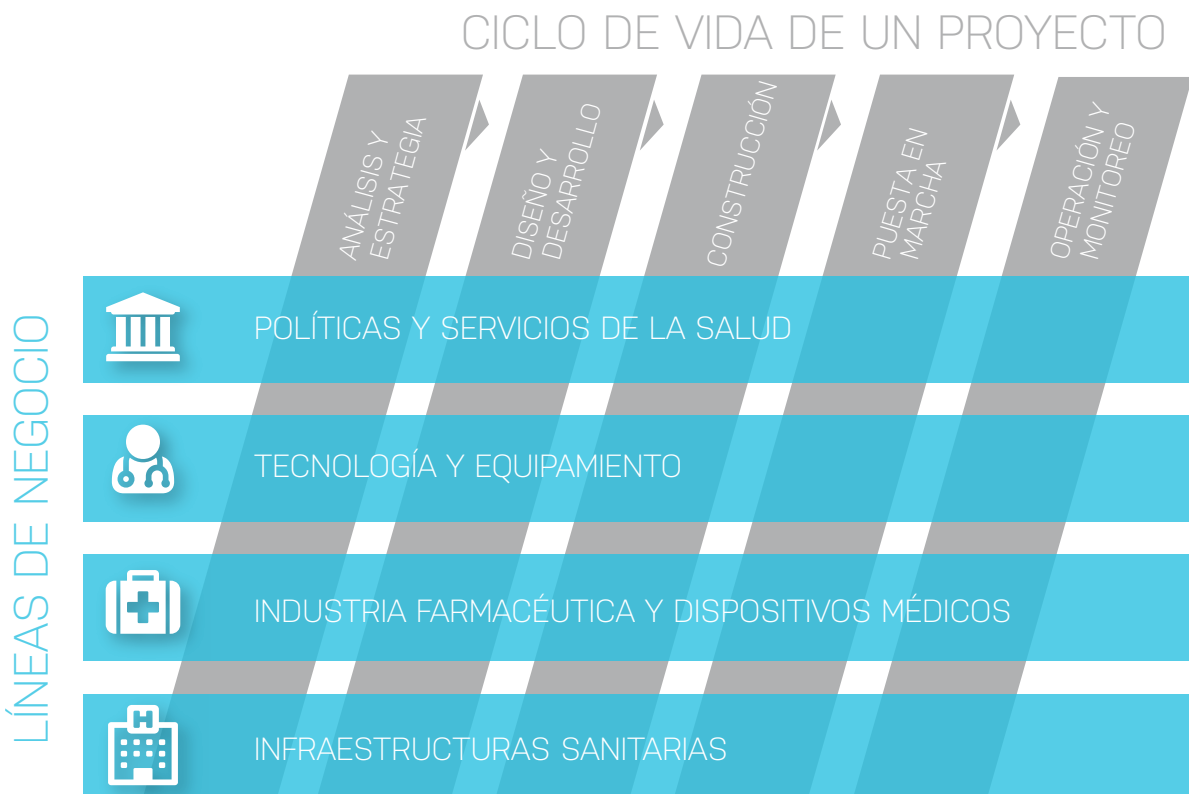 CICLO DE VIDA DE UN PROYECTO
ANÁLISIS Y
ESTRATEGIA
DISEÑO Y
DESARROLLO
CONSTRUCCIÓN
PUESTA EN
MARCHA
OPERACIÓN Y
MONITOREO
LÍNEAS DE NEGOCIO
POLÍTICAS Y SERVICIOS DE LA SALUD
TECNOLOGÍA Y EQUIPAMIENTO
INDUSTRIA FARMACÉUTICA Y DISPOSITIVOS MÉDICOS
H
INFRAESTRUCTURAS SANITARIAS